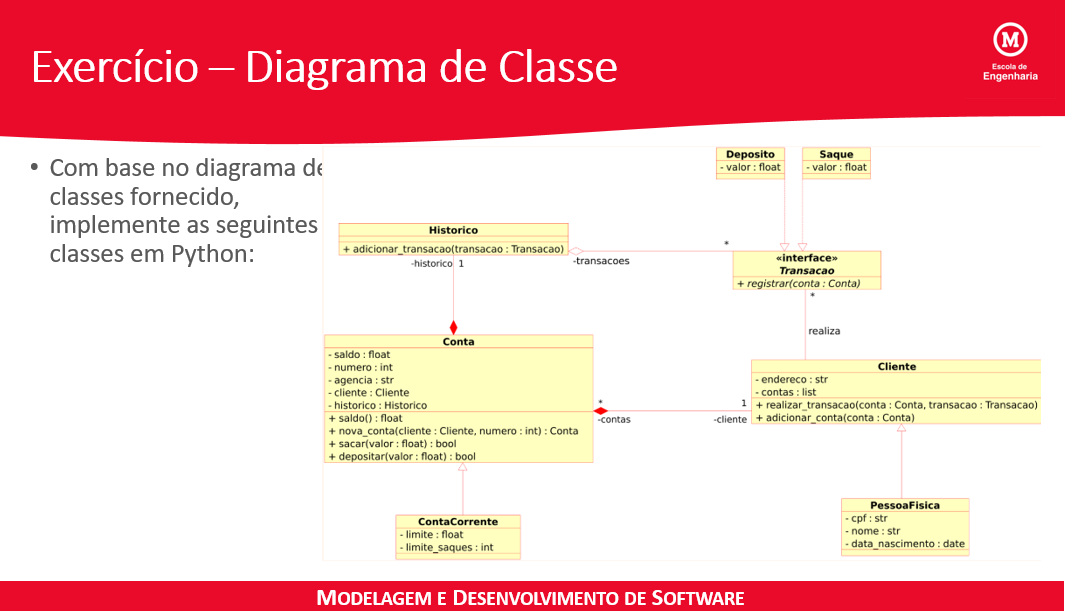 Exercício – Diagrama de Classe
M
Escola de
Engenharia
• Com base no diagrama de
classes fornecido,
implemente as seguintes
classes em Python:
Deposito
- valor : float
Saque
- valor : float
Historico
+ adicionar_transacao(transacao : Transacao)
-historico 1
-transacoes
*
«interface»
Transacao
+ registrar(conta : Conta)
*
realiza
Conta
- saldo : float
- numero : int
- agencia : str
- cliente : Cliente
- historico : Historico
+ saldo() : float
+ nova_conta(cliente : Cliente, numero : int) : Conta
+ sacar(valor : float) : bool
+ depositar(valor : float) : bool
*
-contas
1
-cliente
Cliente
- endereco : str
- contas : list
+ realizar_transacao(conta : Conta, transacao : Transacao)
+ adicionar_conta(conta : Conta)
ContaCorrente
- limite : float
- limite_saques : int
PessoaFisica
- cpf : str
- nome : str
- data_nascimento : date
MODELAGEM E DESENVOLVIMENTO DE SOFTWARE